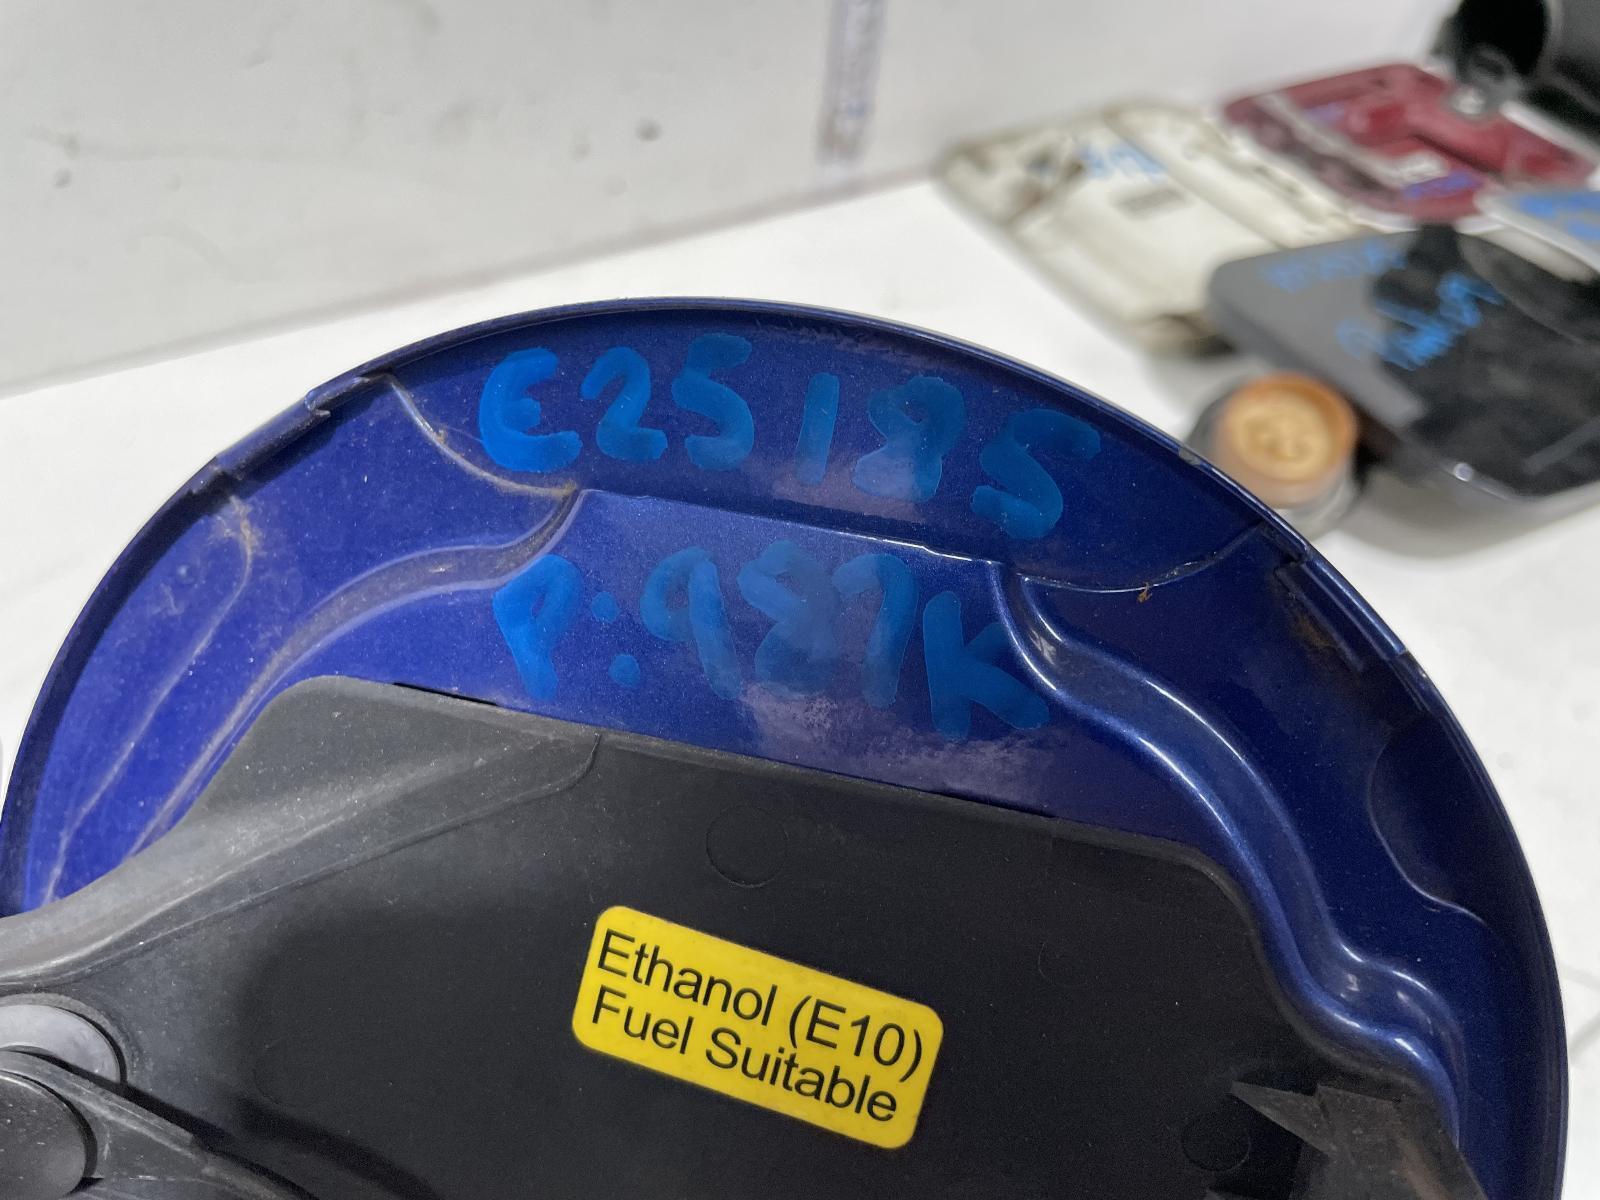 E25185
P:987K
Ethanol (E10)
Fuel Suitable